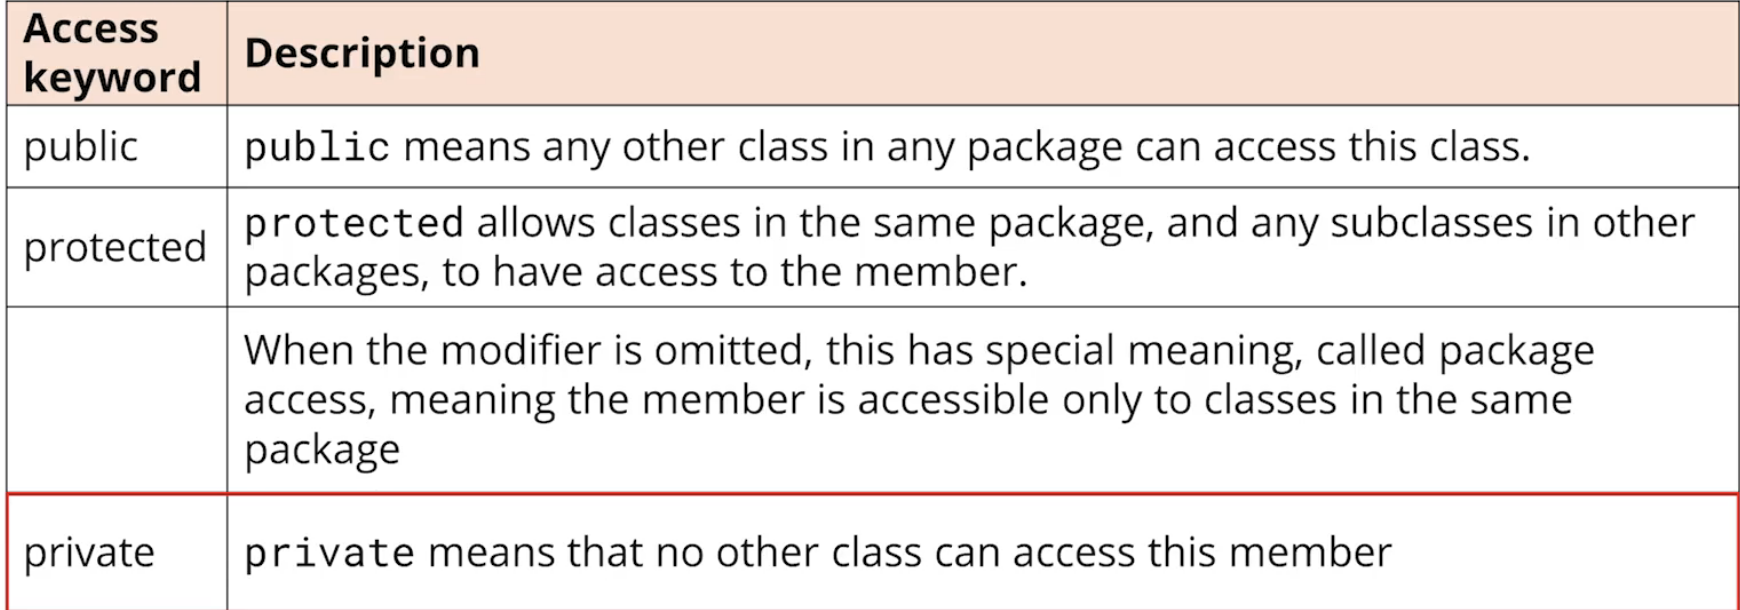 Access
keyword
Description
public
public means any other class in any package can access this class.
protected
protected allows classes in the same package, and any subclasses in other
packages, to have access to the member.
When the modifier is omitted, this has special meaning, called package
access, meaning the member is accessible only to classes in the same
package
private
private means that no other class can access this member